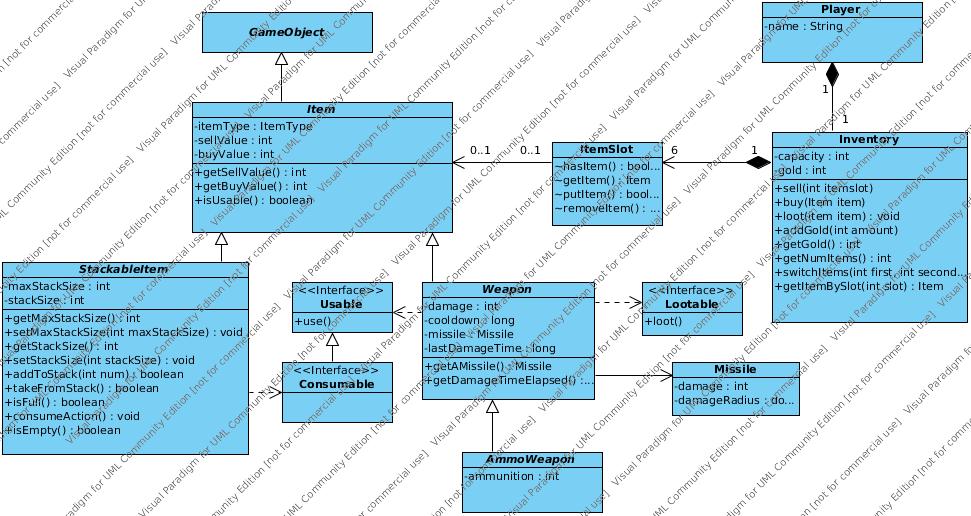 GameObject
Player
-name : String
1
1
Item
-itemType : ItemType
-sellValue : int
-buyValue : int
+getSellValue() : int
+getBuyValue() : int
+isUsable() : boolean
0..1
0..1
ItemSlot
~hasItem() : bool...
~getItem() : Item
~putItem() : bool...
~removeItem() : ...
6
1
Inventory
-capacity : int
-gold : int
+sell(int itemslot)
+buy(Item item)
+loot(Item item) : void
+addGold(int amount)
+getGold() : int
+getNumItems() : int
+switchItems(int first, int second...
+getItemBySlot(int slot) : Item
StackableItem
-maxStackSize : int
-stackSize : int
+getMaxStackSize() : int
+setMaxStackSize(int maxStackSize) : void
+getStackSize() : int
+setStackSize(int stackSize) : void
+addToStack(int num) : boolean
+takeFromStack() : boolean
+isFull() : boolean
+consumeAction() : void
+isEmpty() : boolean
<<Interface>>
Usable
+use()
<<Interface>>
Consumable
Weapon
-damage : int
-cooldown : long
-missile : Missile
-lastDamageTime : long
+getAMissile() : Missile
+getDamageTimeElapsed() :...
<<Interface>>
Lootable
+loot()
Missile
-damage : int
-damageRadius : do...
AmmoWeapon
-ammunition : int
Visual Paradigm for UML Community Edition [not for commercial use]